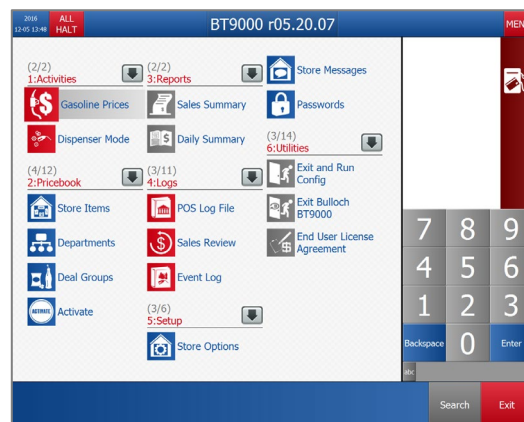 2016
12-05 13:48
ALL
HALT
BT9000 r05.20.07
MEN
(2/2)
1:Activities
Gasoline Prices
Dispenser Mode
(4/12)
2:Pricebook
Store Items
Departments
Deal Groups
ACTIVATE
Activate
(2/2)
3:Reports
Sales Summary
Daily Summary
(3/11)
4:Logs
POS Log File
Sales Review
Event Log
(3/6)
5:Setup
Store Options
Store Messages
Passwords
(3/14)
6:Utilities
Exit and Run
Config
Exit Bulloch
BT9000
End User License
Agreement
7 8 9
4 5 6
1 2 3
Backspace 0 Enter
abc
Search Exit